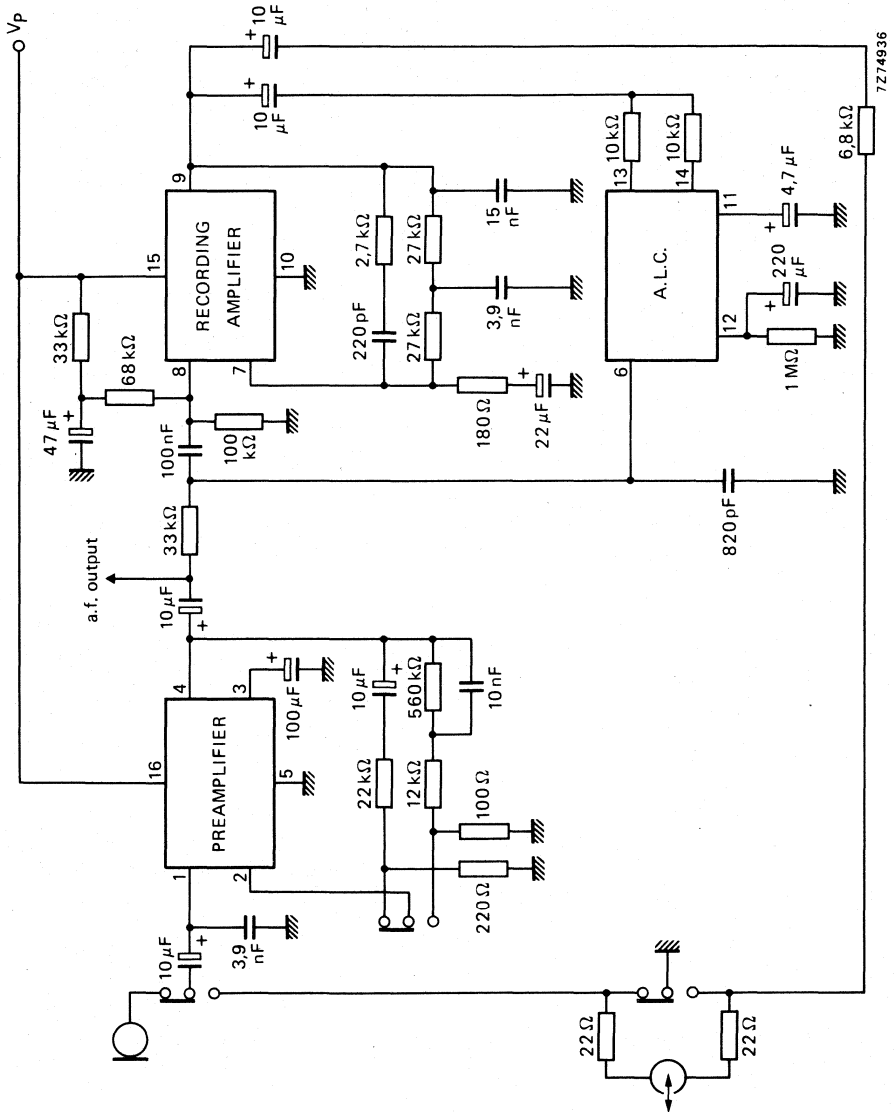 Vp
10
µF
10
µF
9
15
RECORDING
AMPLIFIER
10
8
7
33 kΩ
68 kΩ
47 µF
+
100 nF
100
kΩ
33 kΩ
a.f. output
10 µF
+
+
+
2,7 kΩ
220 pF
27 kΩ
27 kΩ
15
nF
3,9
nF
180 Ω
22 µF
+
10 kΩ
10 kΩ
13
14
A.L.C.
11
12
6
+
4,7 µF
+
220
µF
1 MΩ
820 pF
6,8 kΩ
7Z74936
4
3
16
PREAMPLIFIER
5
1
2
+
100 µF
10 µF
+
560 kΩ
10 nF
22 kΩ
12 kΩ
100 Ω
220 Ω
10 µF
+
3,9
nF
22 Ω
22 Ω